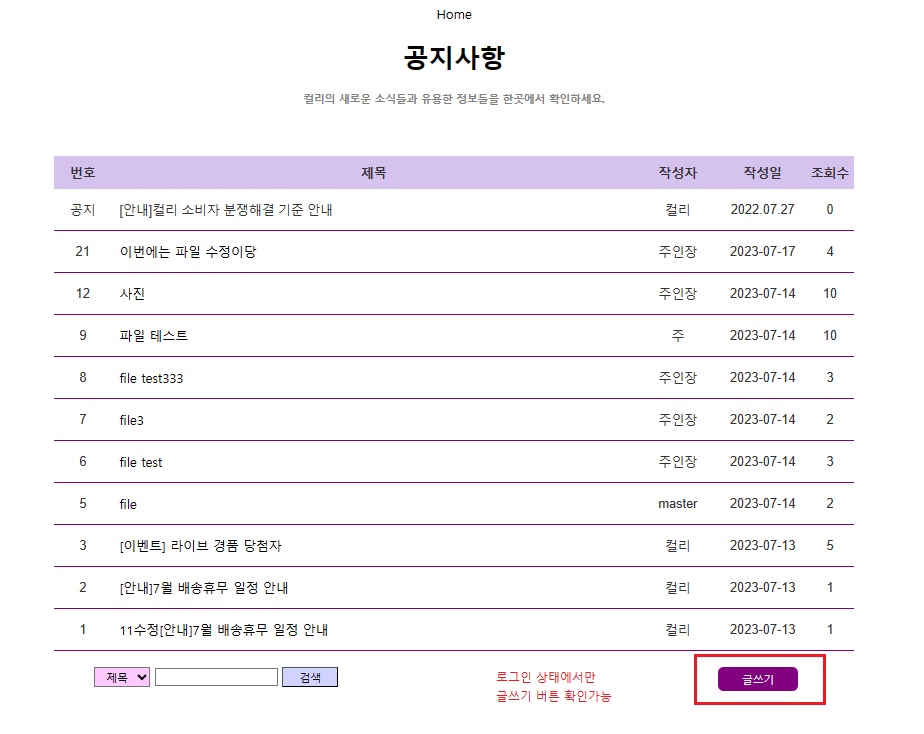 Home
공지사항
컬리의 새로운 소식들과 유용한 정보들을 한곳에서 확인하세요.
번호 제목 작성자 작성일 조회수
공지 [안내]컬리 소비자 분쟁해결 기준 안내 컬리 2022.07.27 0
21 이번에는 파일 수정이당 주인장 2023-07-17 4
12 사진 주인장 2023-07-14 10
9 파일 테스트 주 2023-07-14 10
8 file test333 주인장 2023-07-14 3
7 file3 주인장 2023-07-14 2
6 file test 주인장 2023-07-14 3
5 file master 2023-07-14 2
3 [이벤트] 라이브 경품 당첨자 컬리 2023-07-13 5
2 [안내]7월 배송휴무 일정 안내 컬리 2023-07-13 1
1 11수정[안내]7월 배송휴무 일정 안내 컬리 2023-07-13 1
제목 검색 로그인 상태에서만 글쓰기
글쓰기 버튼 확인가능